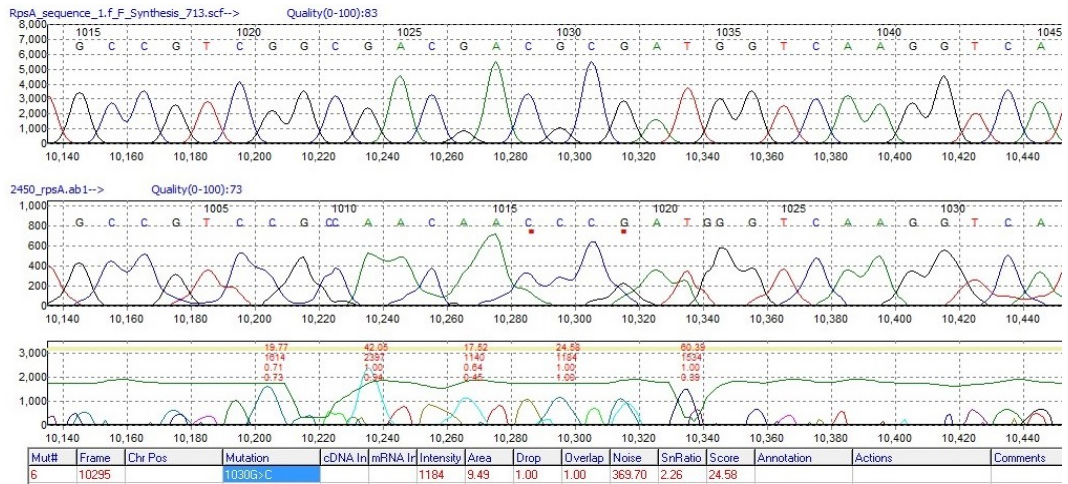 RpsA_sequence_1.f_F_Synthesis_713.scf--> Quality(0-100):83
8,000 7,000 6,000 5,000 4,000 3,000 2,000 1,000 0
1015 1020 1025 1030 1035 1040 1045
G C C G T C G G C G A C G A C G C G A T G G T C A A G G T C A
10,140 10,160 10,180 10,200 10,220 10,240 10,260 10,280 10,300 10,320 10,340 10,360 10,380 10,400 10,420 10,440
2450_rpsA.ab1--> Quality(0-100):73
1,000 800 600 400 200 0
1005 1010 1015 1020 1025 1030
G C C G T C C G C C A A C A A C C C G A T G G T C A A G G T C A
10,140 10,160 10,180 10,200 10,220 10,240 10,260 10,280 10,300 10,320 10,340 10,360 10,380 10,400 10,420 10,440
3,000 2,000 1,000 0
19.77 42.05 17.52 24.58 60.39
1614 2397 1140 1184 1534
0.71 1.00 0.64 1.00 1.00
0.73 0.45 1.00 0.39
10,140 10,160 10,180 10,200 10,220 10,240 10,260 10,280 10,300 10,320 10,340 10,360 10,380 10,400 10,420 10,440
Mut# Frame Chr Pos Mutation cDNA In mRNA Ir Intensity Area Drop Overlap Noise SnRatio Score Annotation Actions Comments
6 10295 1030G>C 1184 9.49 1.00 1.00 369.70 2.26 24.58